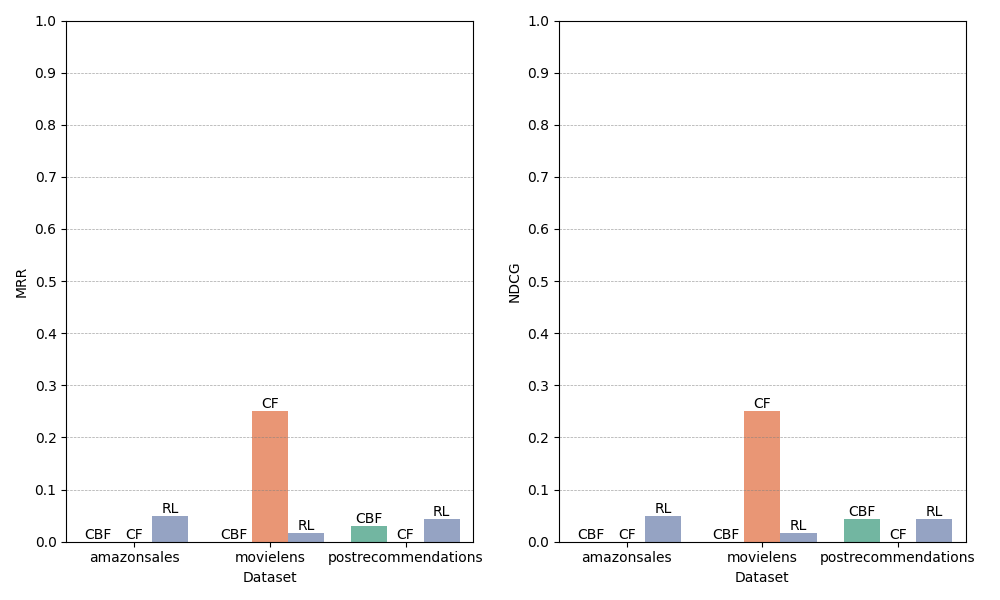 1.0
0.9
0.8
0.7
0.6
0.5
0.4
0.3
0.2
0.1
0.0
MRR
CBF CF RL
CBF CF RL
CBF CF RL
amazonsales movielens postrecommendations
Dataset
1.0
0.9
0.8
0.7
0.6
0.5
0.4
0.3
0.2
0.1
0.0
NDCG
CBF CF RL
CBF CF RL
CBF CF RL
amazonsales movielens postrecommendations
Dataset